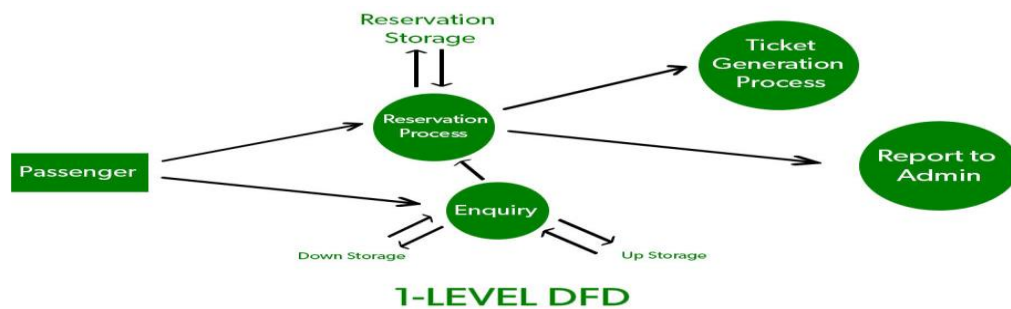 Reservation
Storage
Ticket
Generation
Process
Reservation
Process
Passenger
Report to
Admin
Enquiry
Down Storage
Up Storage
1-LEVEL DFD